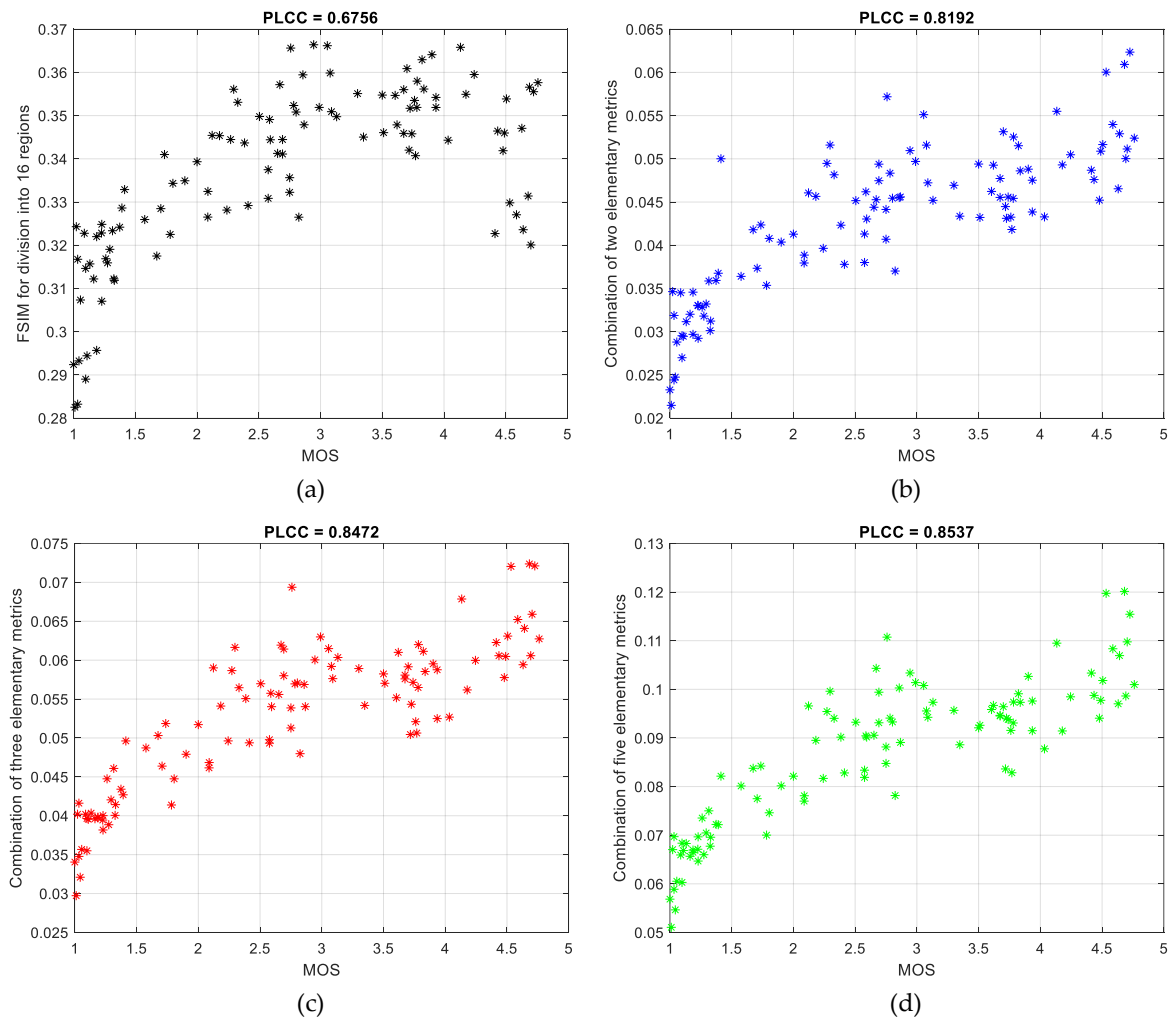 PLCC = 0.6756
FSIM for division into 16 regions
0.37
0.36
0.35
0.34
0.33
0.32
0.31
0.3
0.29
0.28
1 1.5 2 2.5 3 3.5 4 4.5 5
MOS
(a)
PLCC = 0.8192
Combination of two elementary metrics
0.065
0.06
0.055
0.05
0.045
0.04
0.035
0.03
0.025
0.02
1 1.5 2 2.5 3 3.5 4 4.5 5
MOS
(b)
PLCC = 0.8472
Combination of three elementary metrics
0.075
0.07
0.065
0.06
0.055
0.05
0.045
0.04
0.035
0.03
0.025
1 1.5 2 2.5 3 3.5 4 4.5 5
MOS
(c)
PLCC = 0.8537
Combination of five elementary metrics
0.13
0.12
0.11
0.1
0.09
0.08
0.07
0.06
0.05
1 1.5 2 2.5 3 3.5 4 4.5 5
MOS
(d)